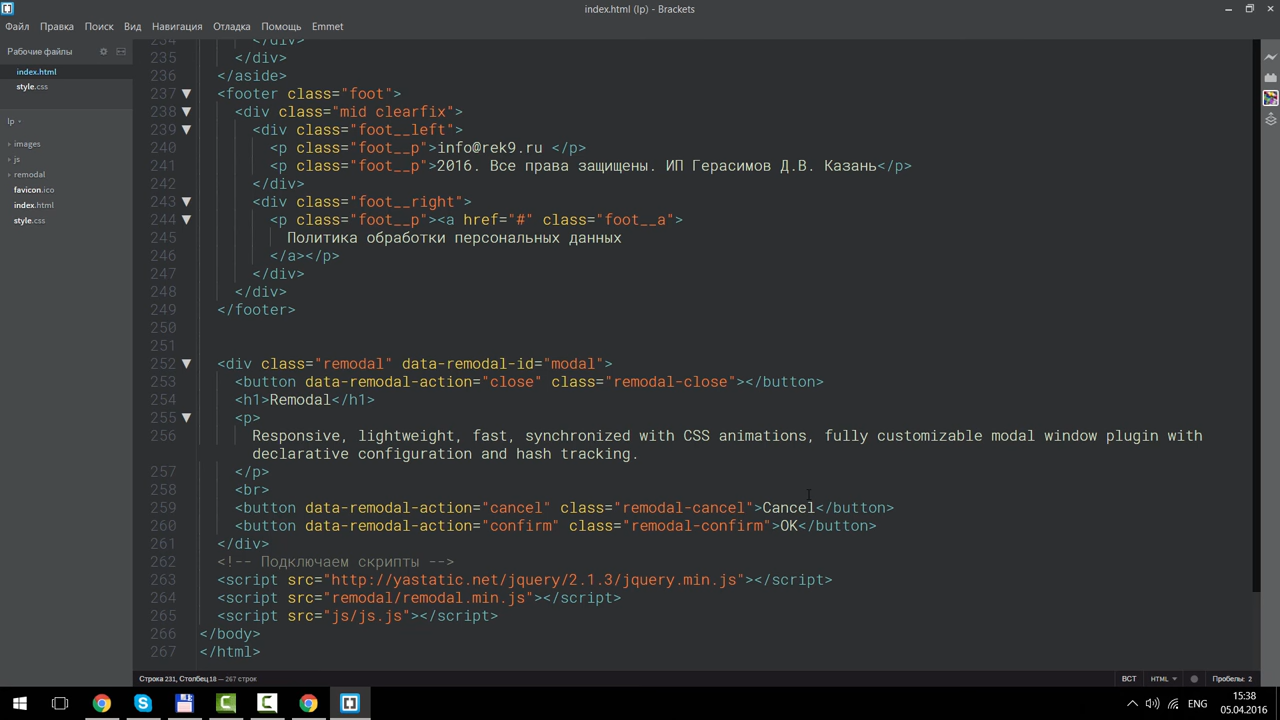 index.html (lp) - Brackets
Файл Правка Поиск Вид Навигация Отладка Помощь Emmet
Рабочие файлы
index.html
style.css
lp
images
js
remodal
favicon.ico
index.html
style.css
234 </div>
235 </div>
236 </aside>
237 <footer class="foot">
238 <div class="mid clearfix">
239 <div class="foot__left">
240 <p class="foot__p">info@rek9.ru </p>
241 <p class="foot__p">2016. Все права защищены. ИП Герасимов Д.В. Казань</p>
242 </div>
243 <div class="foot__right">
244 <p class="foot__p"><a href="#" class="foot__a">
245 Политика обработки персональных данных
246 </a></p>
247 </div>
248 </div>
249 </footer>
250
251
252 <div class="remodal" data-remodal-id="modal">
253 <button data-remodal-action="close" class="remodal-close"></button>
254 <h1>Remodal</h1>
255 <p>
256 Responsive, lightweight, fast, synchronized with CSS animations, fully customizable modal window plugin with
declarative configuration and hash tracking.
257 </p>
258 <br>
259 <button data-remodal-action="cancel" class="remodal-cancel">Cancel</button>
260 <button data-remodal-action="confirm" class="remodal-confirm">OK</button>
261 </div>
262 <!-- Подключаем скрипты -->
263 <script src="http://yastatic.net/jquery/2.1.3/jquery.min.js"></script>
264 <script src="remodal/remodal.min.js"></script>
265 <script src="js/js.js"></script>
266 </body>
267 </html>
Строка 231, Столбец 18 — 267 строк
ВСТ HTML Пробелы: 2
ENG
15:38
05.04.2016